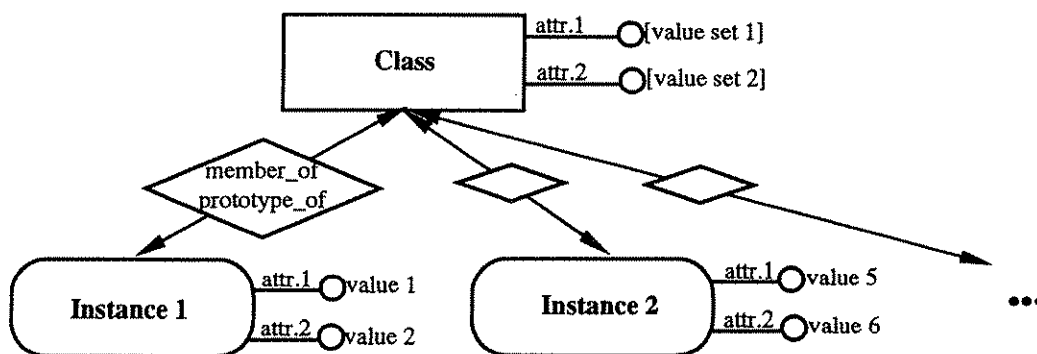 attr.1 [value set 1]
Class
attr.2 [value set 2]
member_of
prototype_of
Instance 1
attr.1 value 1
attr.2 value 2
Instance 2
attr.1 value 5
attr.2 value 6
...